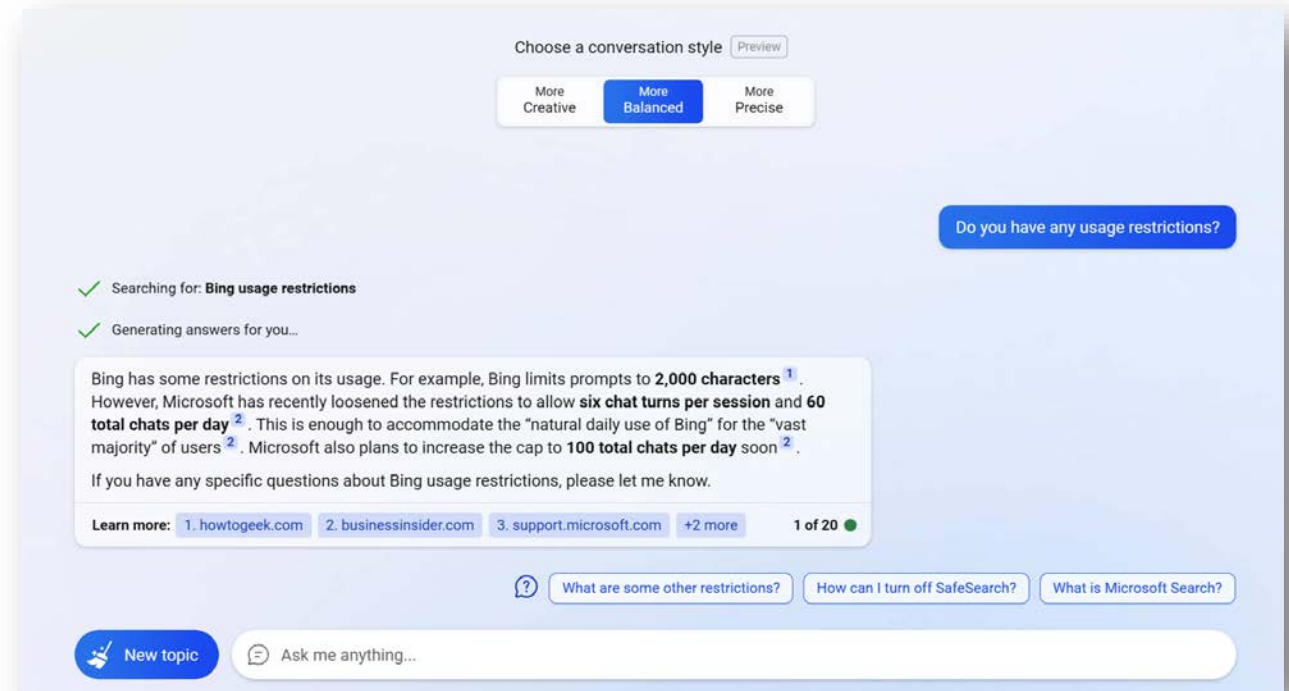 Choose a conversation style Preview
More Creative
More Balanced
More Precise
Do you have any usage restrictions?
Searching for: Bing usage restrictions
Generating answers for you...
Bing has some restrictions on its usage. For example, Bing limits prompts to 2,000 characters 1 .
However, Microsoft has recently loosened the restrictions to allow six chat turns per session and 60
total chats per day 2 . This is enough to accommodate the “natural daily use of Bing” for the “vast
majority” of users 2 . Microsoft also plans to increase the cap to 100 total chats per day soon 2 .
If you have any specific questions about Bing usage restrictions, please let me know.
Learn more: 1. howtogeek.com 2. businessinsider.com 3. support.microsoft.com +2 more 1 of 20
What are some other restrictions? How can I turn off SafeSearch? What is Microsoft Search?
New topic Ask me anything...